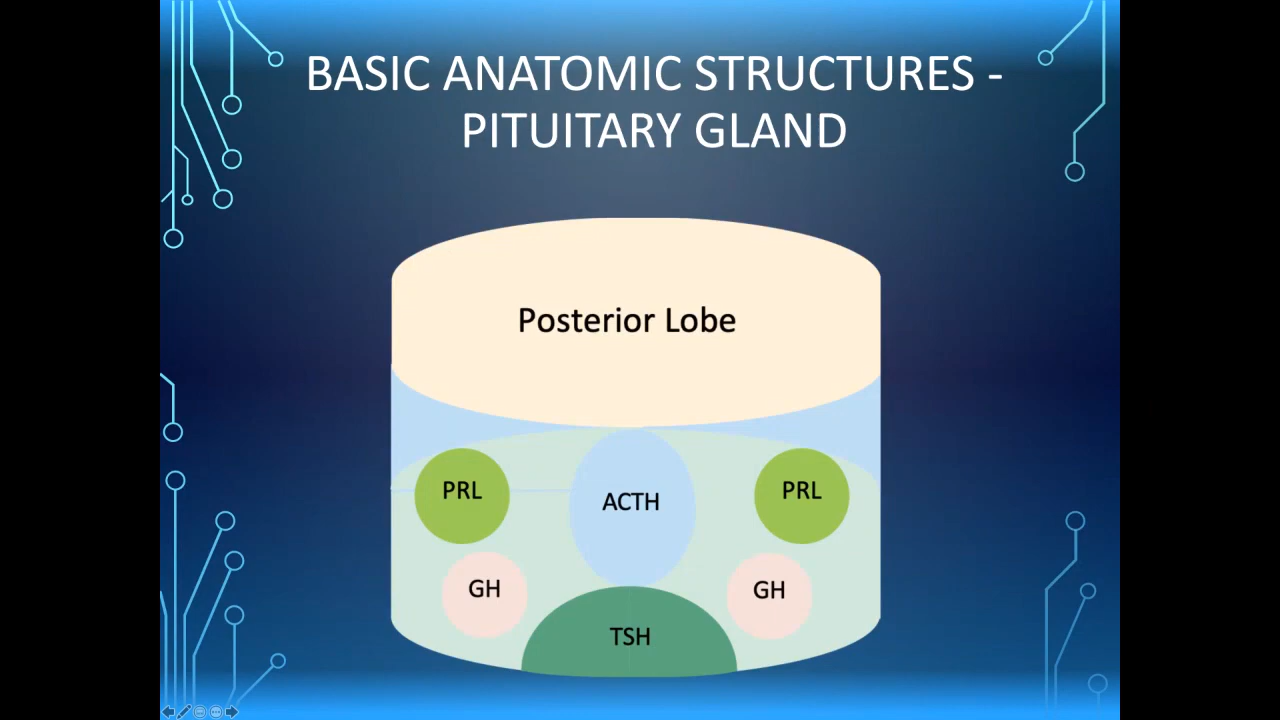 BASIC ANATOMIC STRUCTURES -
PITUITARY GLAND
Posterior Lobe
PRL
ACTH
PRL
GH
GH
TSH